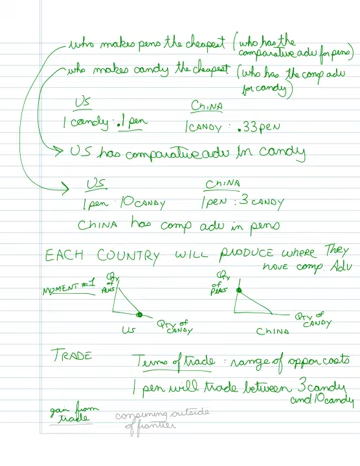 who makes pens the cheapest (who has the
comparative adv for pens)
who makes candy the cheapest (who has the comp adv
for candy)
US CHINA
1 candy : .1 pen 1 CANDY : .33 PEN
US has comparative adv in candy
US CHINA
1 pen : 10 CANDY 1 PEN : 3 CANDY
CHINA has comp adv in pens
EACH COUNTRY WILL PRODUCE WHERE THEY
HAVE COMP ADV
MOMENT #1 Qty of PENS Qty of PENS
Qty of CANDY Qty of CANDY
US CHINA
TRADE Terms of trade : range of oppor costs
1 pen will trade between 3 candy
and 10 candy
gain from trade consuming outside
of frontier